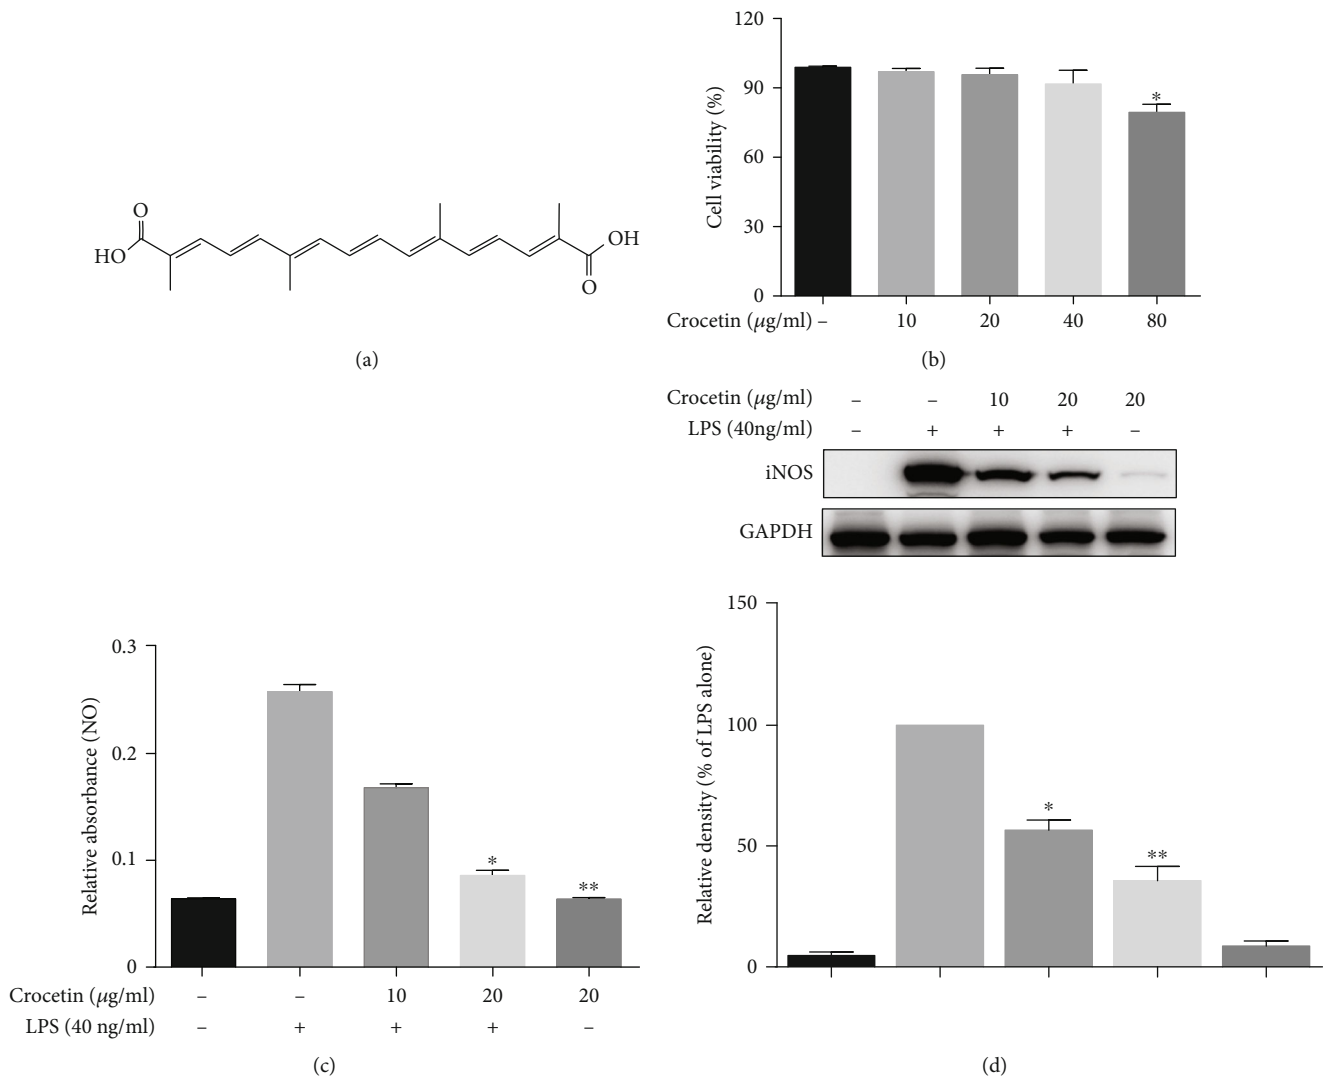 O
HO
OH
O
(a)
120
90
60
30
0
Cell viability (%)
*
Crocetin (μg/ml) – 10 20 40 80
(b)
Crocetin (μg/ml) – – 10 20 20
LPS (40ng/ml) – + + + –
iNOS
GAPDH
0.3
0.2
0.1
0
Relative absorbance (NO)
*
**
Crocetin (μg/ml) – – 10 20 20
LPS (40 ng/ml) – + + + –
(c)
150
100
50
0
Relative density (% of LPS alone)
*
**
(d)